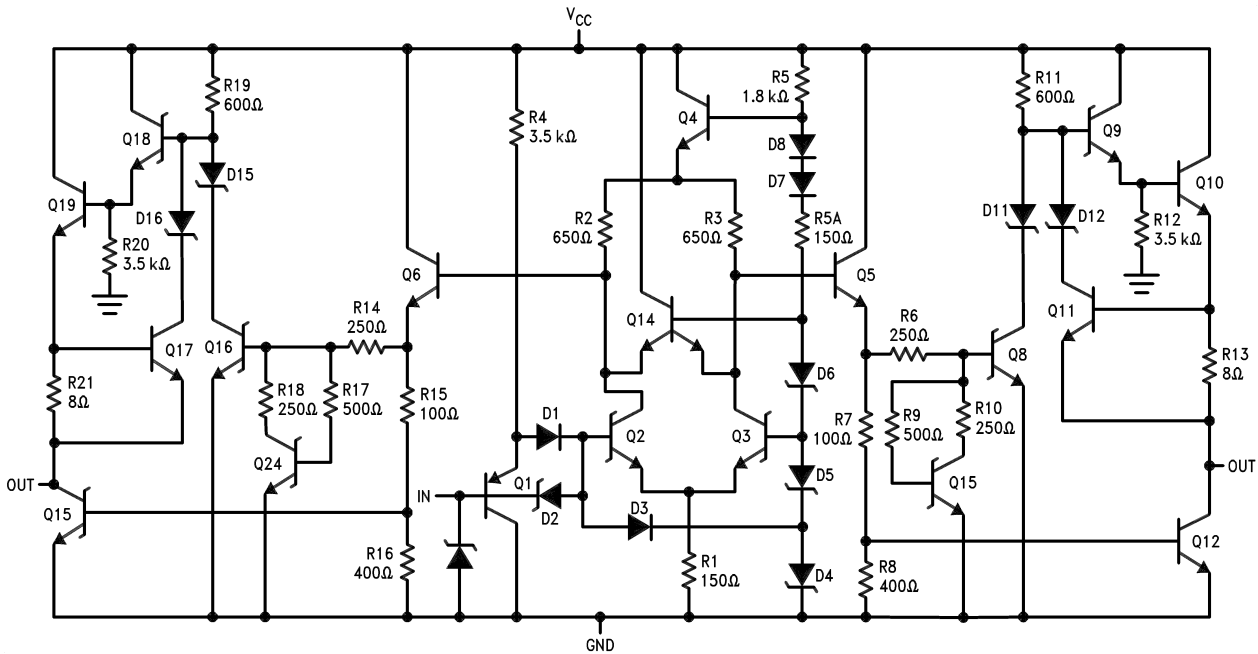 VCC
R19
600Ω
R11
600Ω
R5
1.8 kΩ
Q4
R4
3.5 kΩ
Q18
Q9
D8
D15
D7
Q19
Q10
D16
R2
650Ω
R3
650Ω
R5A
150Ω
D11
D12
R12
3.5 kΩ
R20
3.5 kΩ
Q6
Q5
R14
250Ω
Q14
R6
250Ω
Q11
Q17
Q16
Q8
R13
8Ω
R21
8Ω
R18
250Ω
R17
500Ω
R15
100Ω
D6
R7
100Ω
R9
500Ω
R10
250Ω
D1
Q2
Q3
Q24
OUT
Q1
D5
Q15
OUT
IN
D2
D3
Q15
Q12
R16
400Ω
R1
150Ω
D4
R8
400Ω
GND